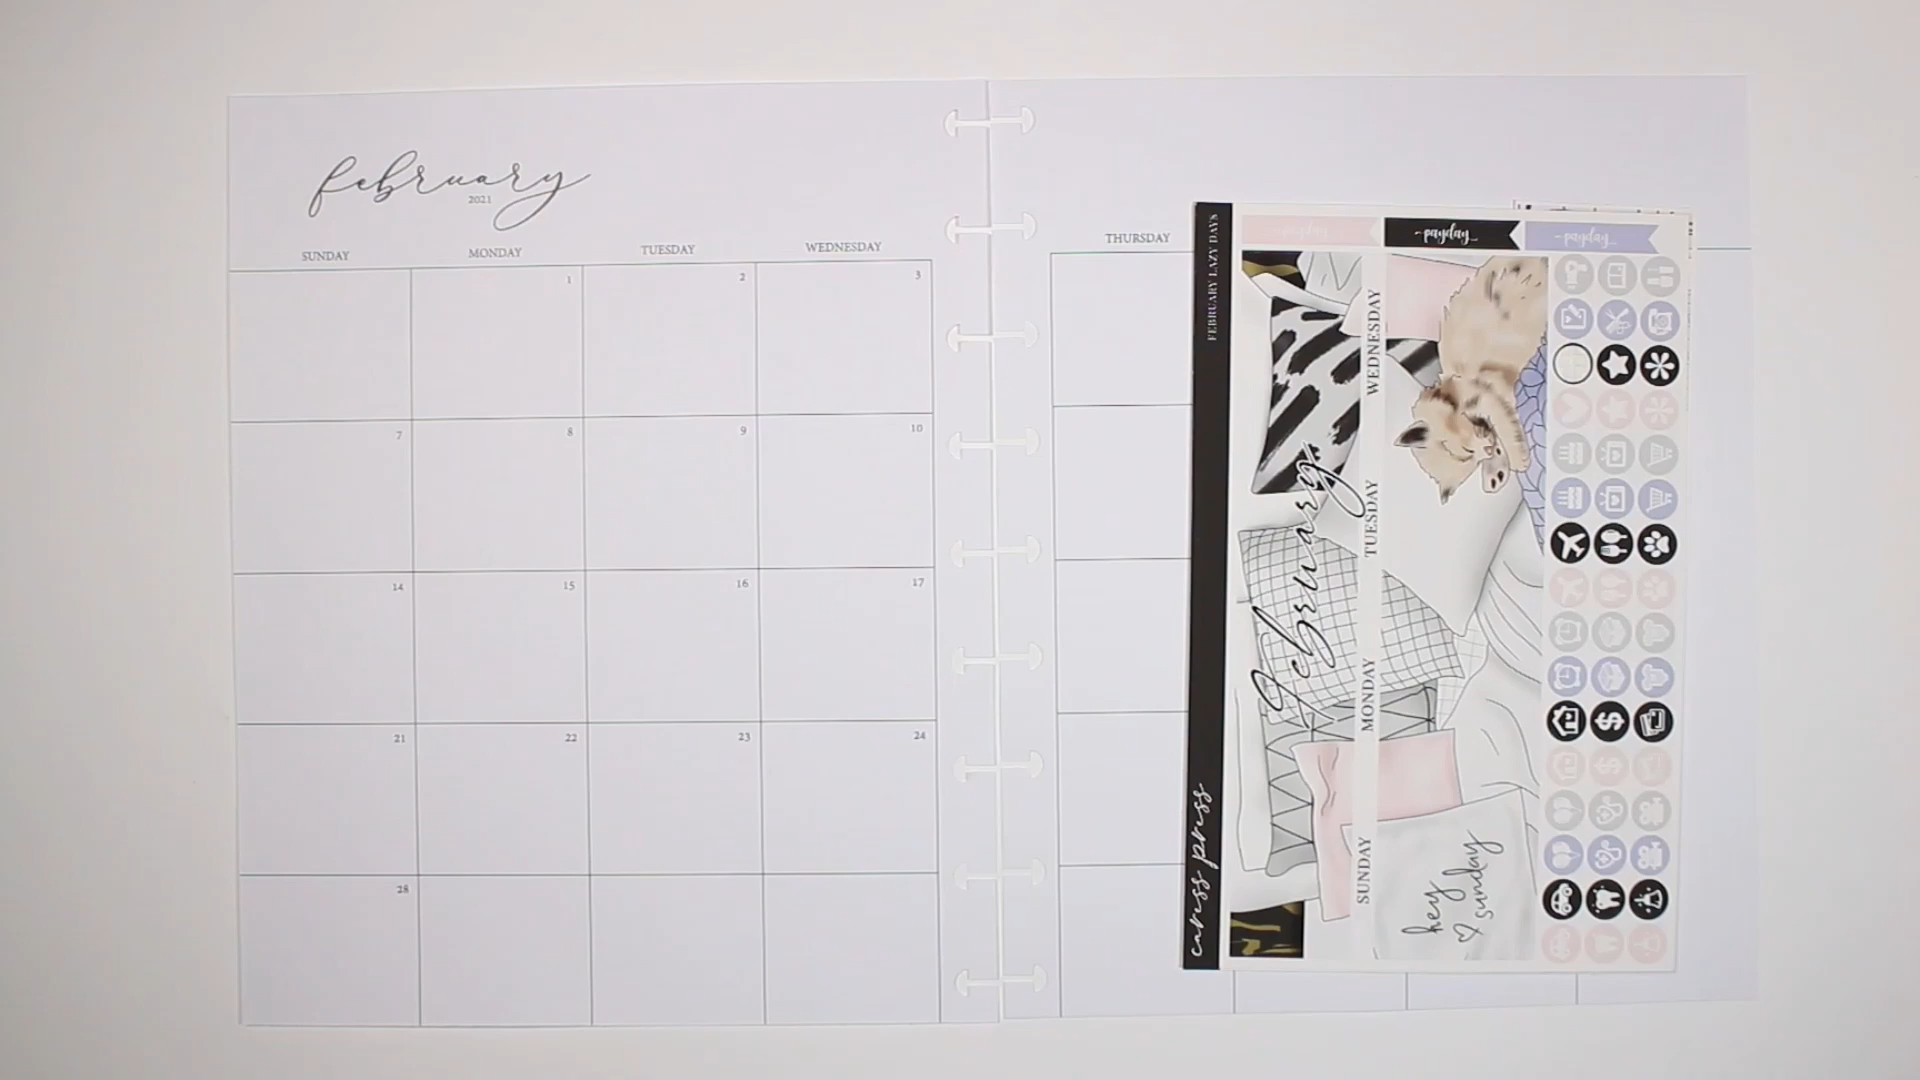 february
2021
SUNDAY MONDAY TUESDAY WEDNESDAY
1 2 3
7 8 9 10
14 15 16 17
21 22 23 24
28
THURSDAY
FEBRUARY LAZY DAYS
caress press
payday
payday
payday
February
SUNDAY MONDAY TUESDAY WEDNESDAY
hey
sunday